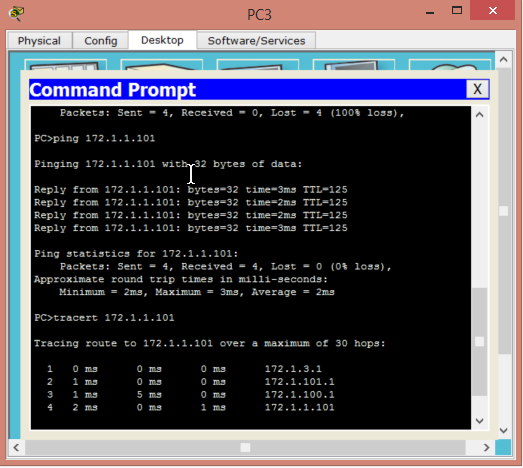 PC3
Physical Config Desktop Software/Services
Command Prompt
X
Packets: Sent = 4, Received = 0, Lost = 4 (100% loss),
PC>ping 172.1.1.101
Pinging 172.1.1.101 with 32 bytes of data:
Reply from 172.1.1.101: bytes=32 time=3ms TTL=125
Reply from 172.1.1.101: bytes=32 time=2ms TTL=125
Reply from 172.1.1.101: bytes=32 time=2ms TTL=125
Reply from 172.1.1.101: bytes=32 time=3ms TTL=125
Ping statistics for 172.1.1.101:
Packets: Sent = 4, Received = 4, Lost = 0 (0% loss),
Approximate round trip times in milli-seconds:
Minimum = 2ms, Maximum = 3ms, Average = 2ms
PC>tracert 172.1.1.101
Tracing route to 172.1.1.101 over a maximum of 30 hops:
1 0 ms 0 ms 0 ms 172.1.3.1
2 1 ms 0 ms 0 ms 172.1.101.1
3 1 ms 5 ms 0 ms 172.1.100.1
4 2 ms 0 ms 1 ms 172.1.1.101